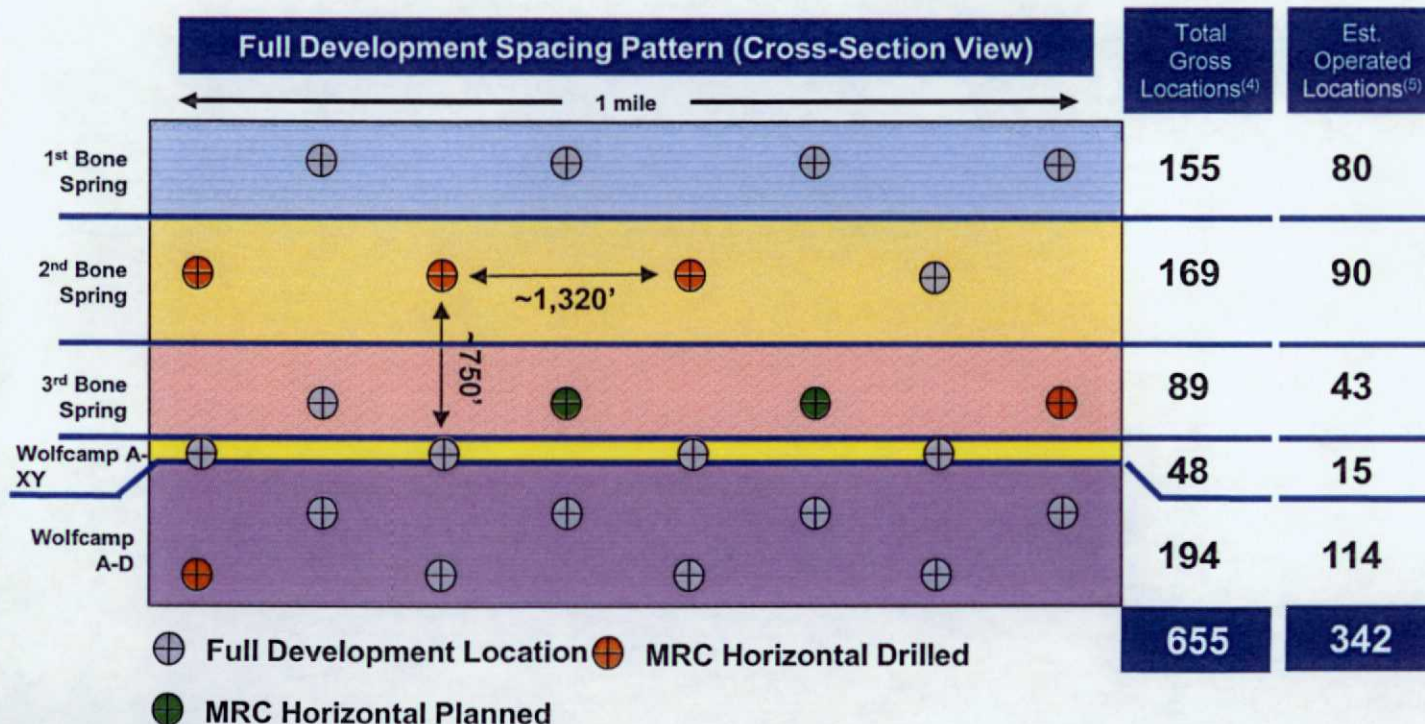 Full Development Spacing Pattern (Cross-Section View)
Total
Gross
Locations(4)
Est.
Operated
Locations(5)
1 mile
1st Bone
Spring
155
80
2nd Bone
Spring
~1,320'
~750'
169
90
3rd Bone
Spring
89
43
Wolfcamp A-
XY
48
15
Wolfcamp
A-D
194
114
655
342
Full Development Location
MRC Horizontal Drilled
MRC Horizontal Planned